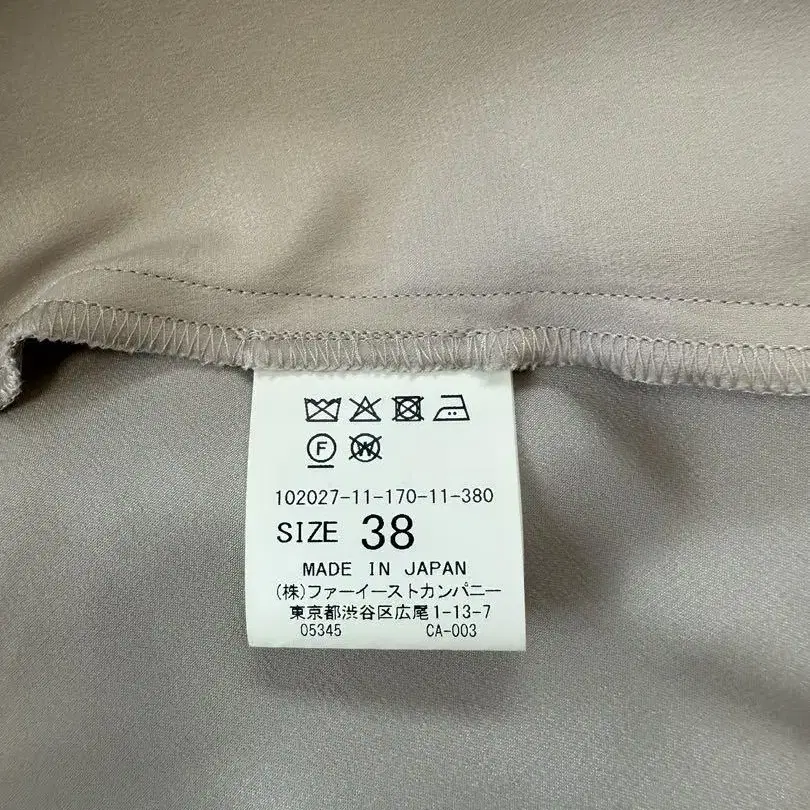 F W
102027-11-170-11-380
SIZE 38
MADE IN JAPAN
(株)ファーイーストカンパニー
東京都渋谷区広尾1-13-7
05345 CA-003